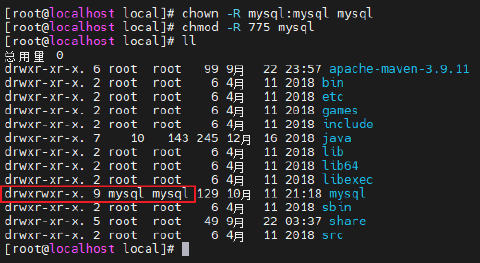 [root@localhost local]# chown -R mysql:mysql mysql
[root@localhost local]# chmod -R 775 mysql
[root@localhost local]# ll
总用量 0
drwxr-xr-x. 6 root root 99 9月 22 23:57 apache-maven-3.9.11
drwxr-xr-x. 2 root root 6 4月 11 2018 bin
drwxr-xr-x. 2 root root 6 4月 11 2018 etc
drwxr-xr-x. 2 root root 6 4月 11 2018 games
drwxr-xr-x. 2 root root 6 4月 11 2018 include
drwxr-xr-x. 7 10 143 245 12月 16 2018 java
drwxr-xr-x. 2 root root 6 4月 11 2018 lib
drwxr-xr-x. 2 root root 6 4月 11 2018 lib64
drwxr-xr-x. 2 root root 6 4月 11 2018 libexec
drwxrwxr-x. 9 mysql mysql 129 10月 11 21:18 mysql
drwxr-xr-x. 2 root root 6 4月 11 2018 sbin
drwxr-xr-x. 5 root root 49 9月 22 03:37 share
drwxr-xr-x. 2 root root 6 4月 11 2018 src
[root@localhost local]#